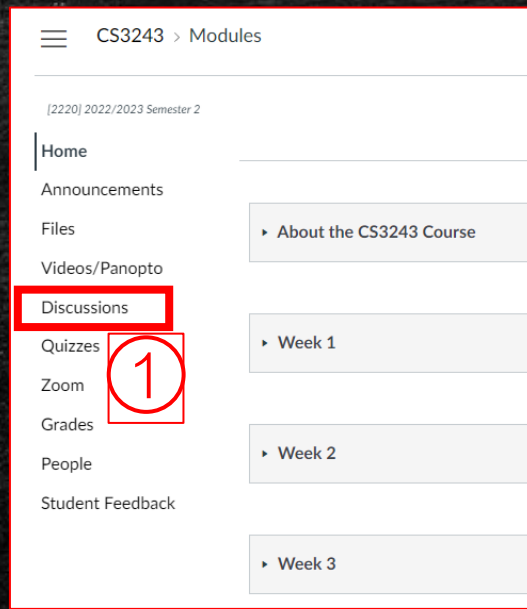 CS3243 > Modules
[2220] 2022/2023 Semester 2
Home
Announcements
Files
Videos/Panopto
Discussions
Quizzes
Zoom
Grades
People
Student Feedback
1
About the CS3243 Course
Week 1
Week 2
Week 3